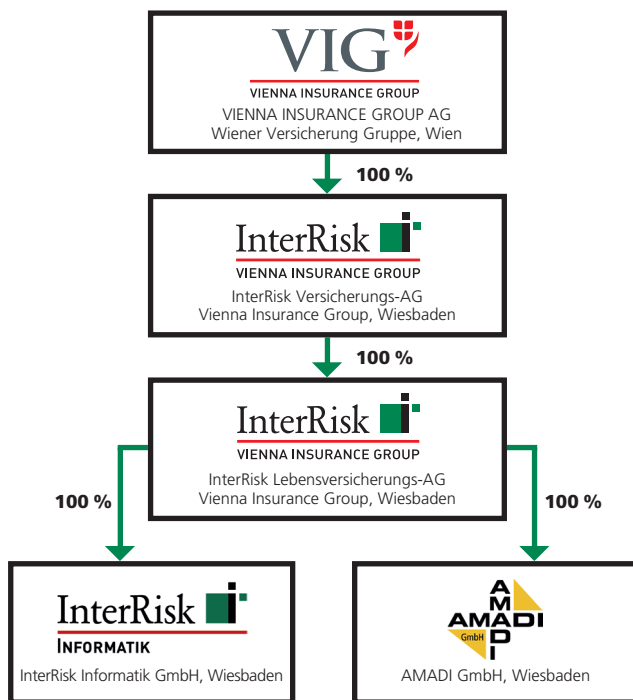 VIG
VIENNA INSURANCE GROUP
VIENNA INSURANCE GROUP AG
Wiener Versicherung Gruppe, Wien
100 %
InterRisk
VIENNA INSURANCE GROUP
InterRisk Versicherungs-AG
Vienna Insurance Group, Wiesbaden
100 %
InterRisk
VIENNA INSURANCE GROUP
InterRisk Lebensversicherungs-AG
Vienna Insurance Group, Wiesbaden
100 %
100 %
InterRisk
INFORMATIK
InterRisk Informatik GmbH, Wiesbaden
AMADI
AMADI
GmbH
AMADI GmbH, Wiesbaden